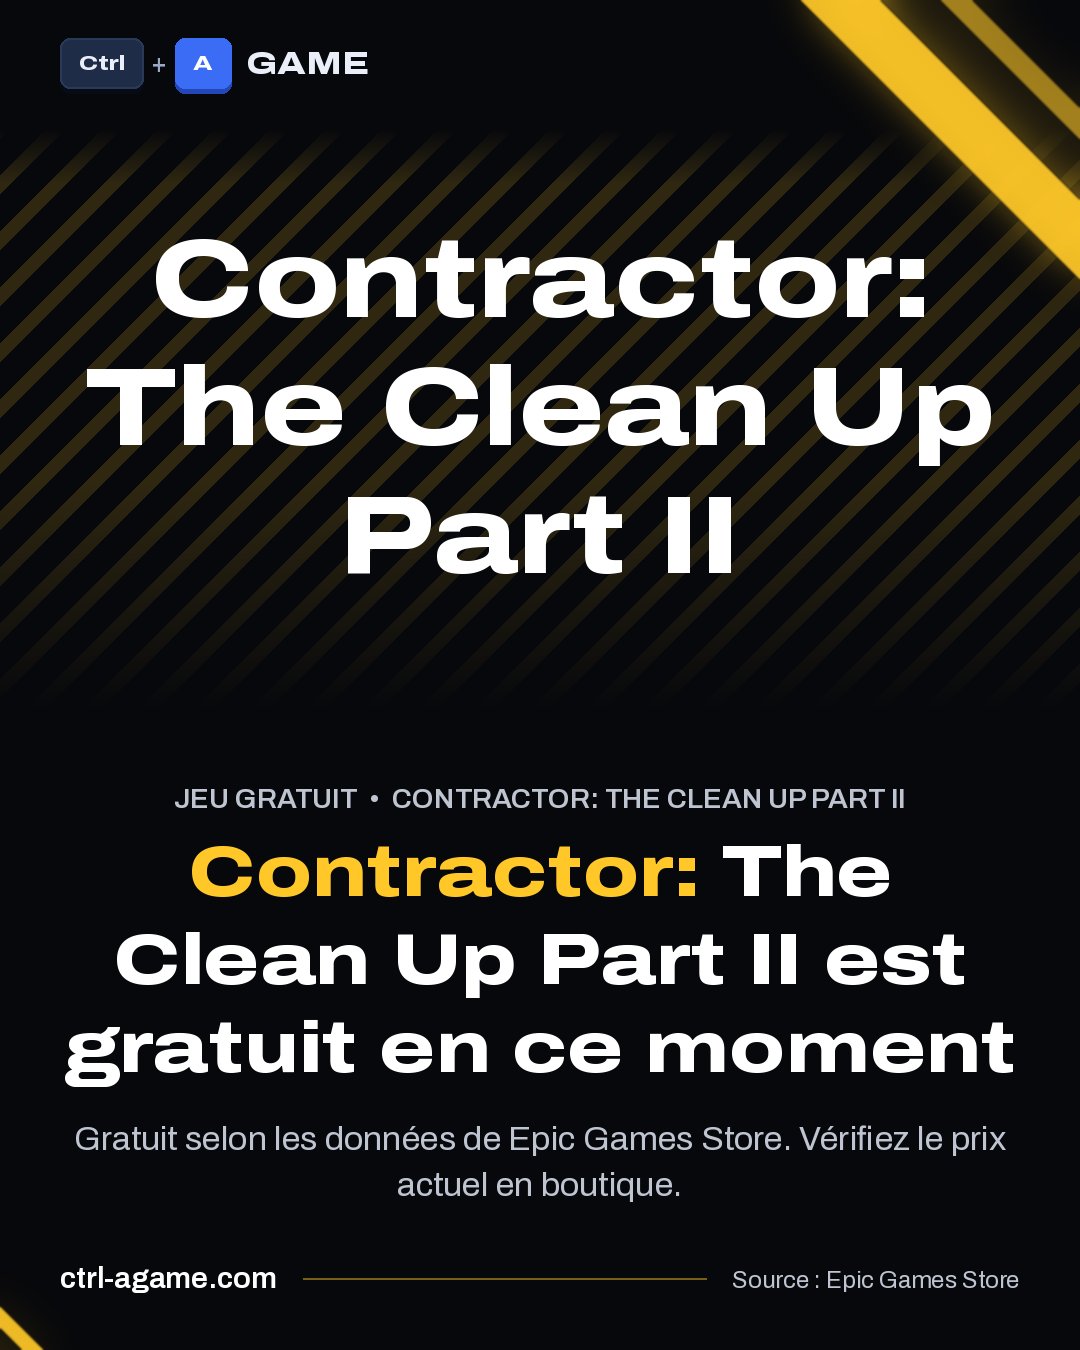 Ctrl + A GAME
Contractor:
The Clean Up
Part II
JEU GRATUIT • CONTRACTOR: THE CLEAN UP PART II
Contractor: The
Clean Up Part II est
gratuit en ce moment
Gratuit selon les données de Epic Games Store. Vérifiez le prix
actuel en boutique.
ctrl-agame.com
Source : Epic Games Store